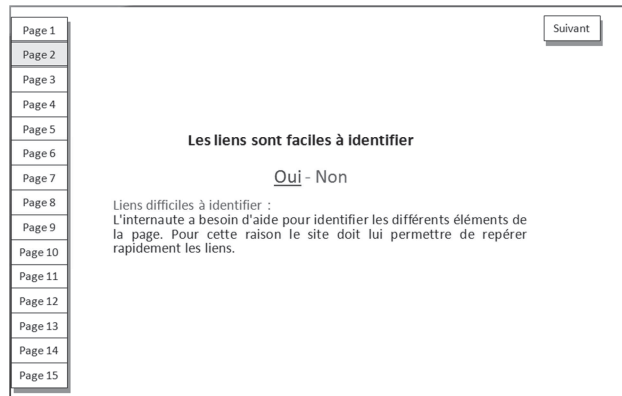 Page 1
Page 2
Page 3
Page 4
Page 5
Page 6
Page 7
Page 8
Page 9
Page 10
Page 11
Page 12
Page 13
Page 14
Page 15
Suivant
Les liens sont faciles à identifier
Oui - Non
Liens difficiles à identifier :
L'internaute a besoin d'aide pour identifier les différents éléments de
la page. Pour cette raison le site doit lui permettre de repérer
rapidement les liens.